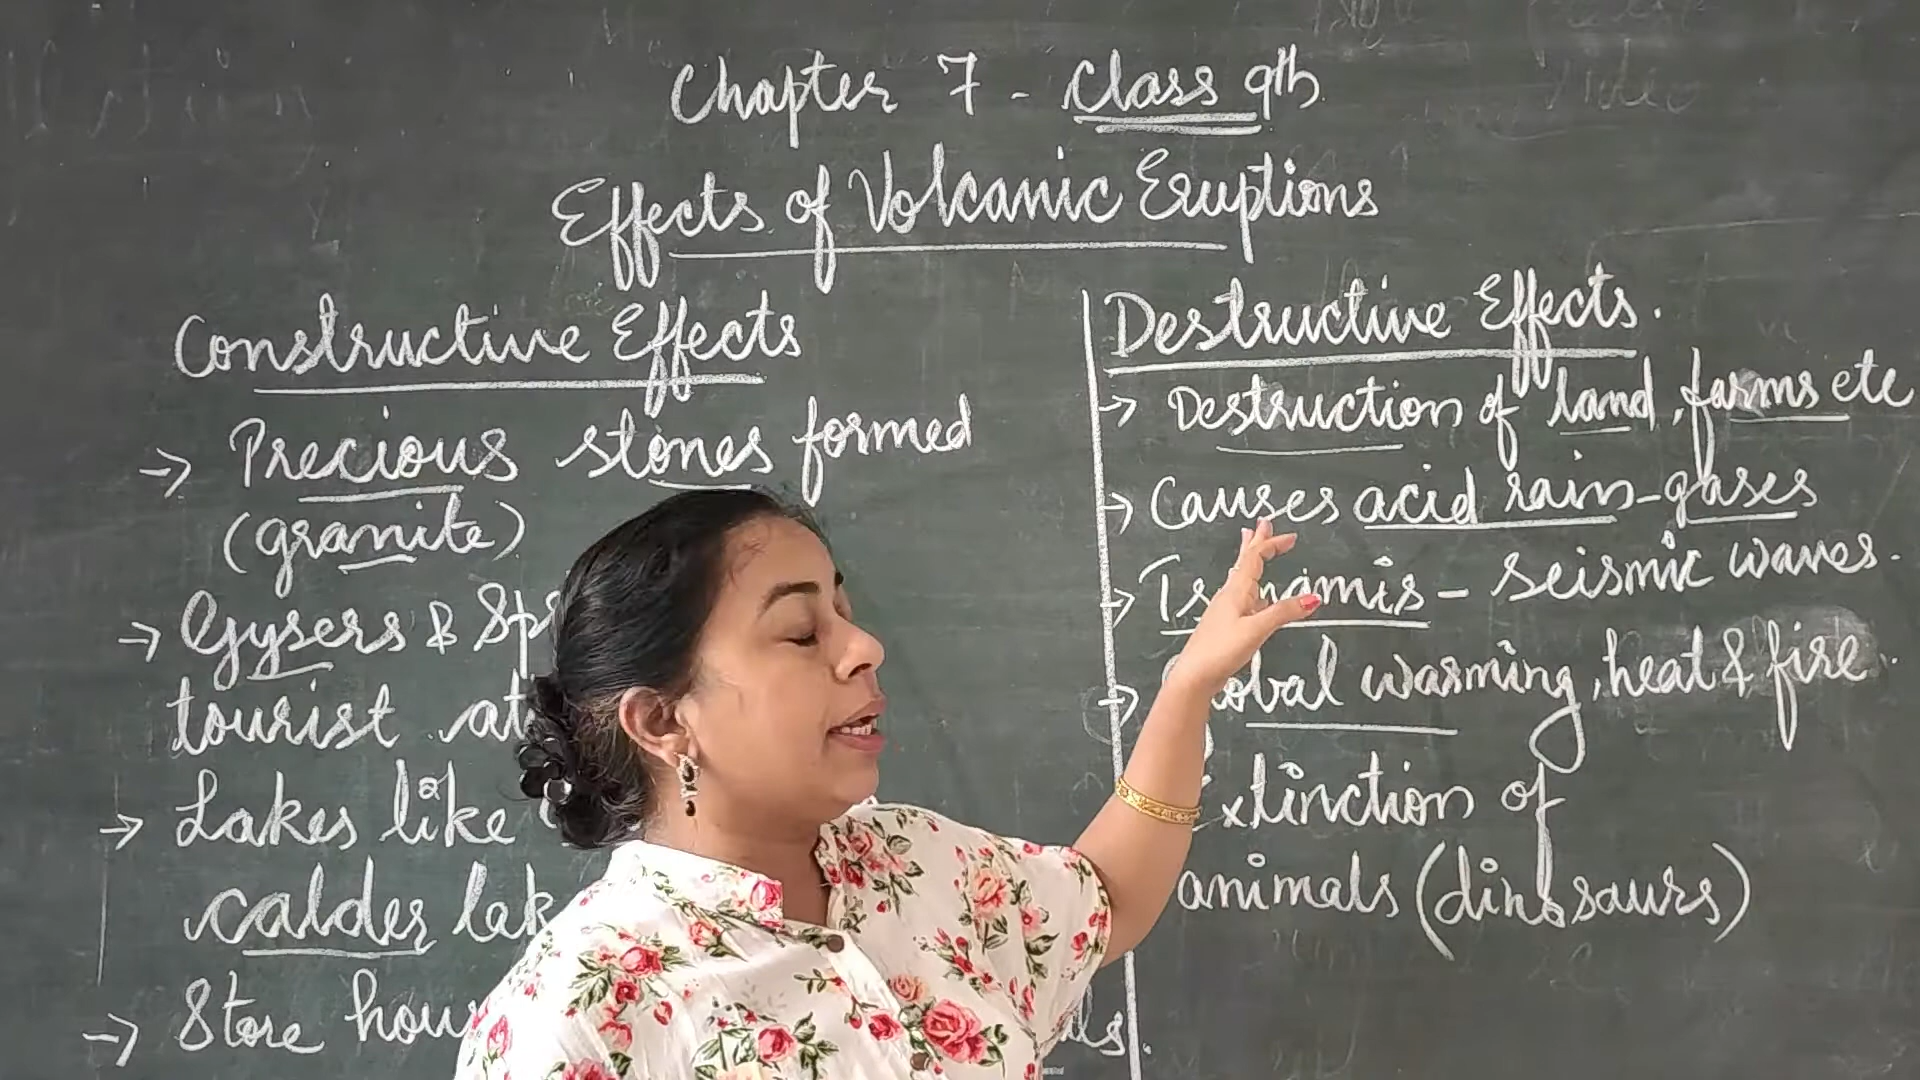 Chapter 7 - Class 9th
Effects of Volcanic Eruptions
Constructive Effects
→ Precious stones formed
(granite)
→ Gysers & Sp
tourist at
→ Lakes like
calder lak
→ Store hou
Destructive Effects.
→ Destruction of land, farms etc
→ Causes acid rain - gases
→ Tsunamis - seismic waves.
→ Global warming, heat & fire.
Extinction of
animals (dinosaurs)